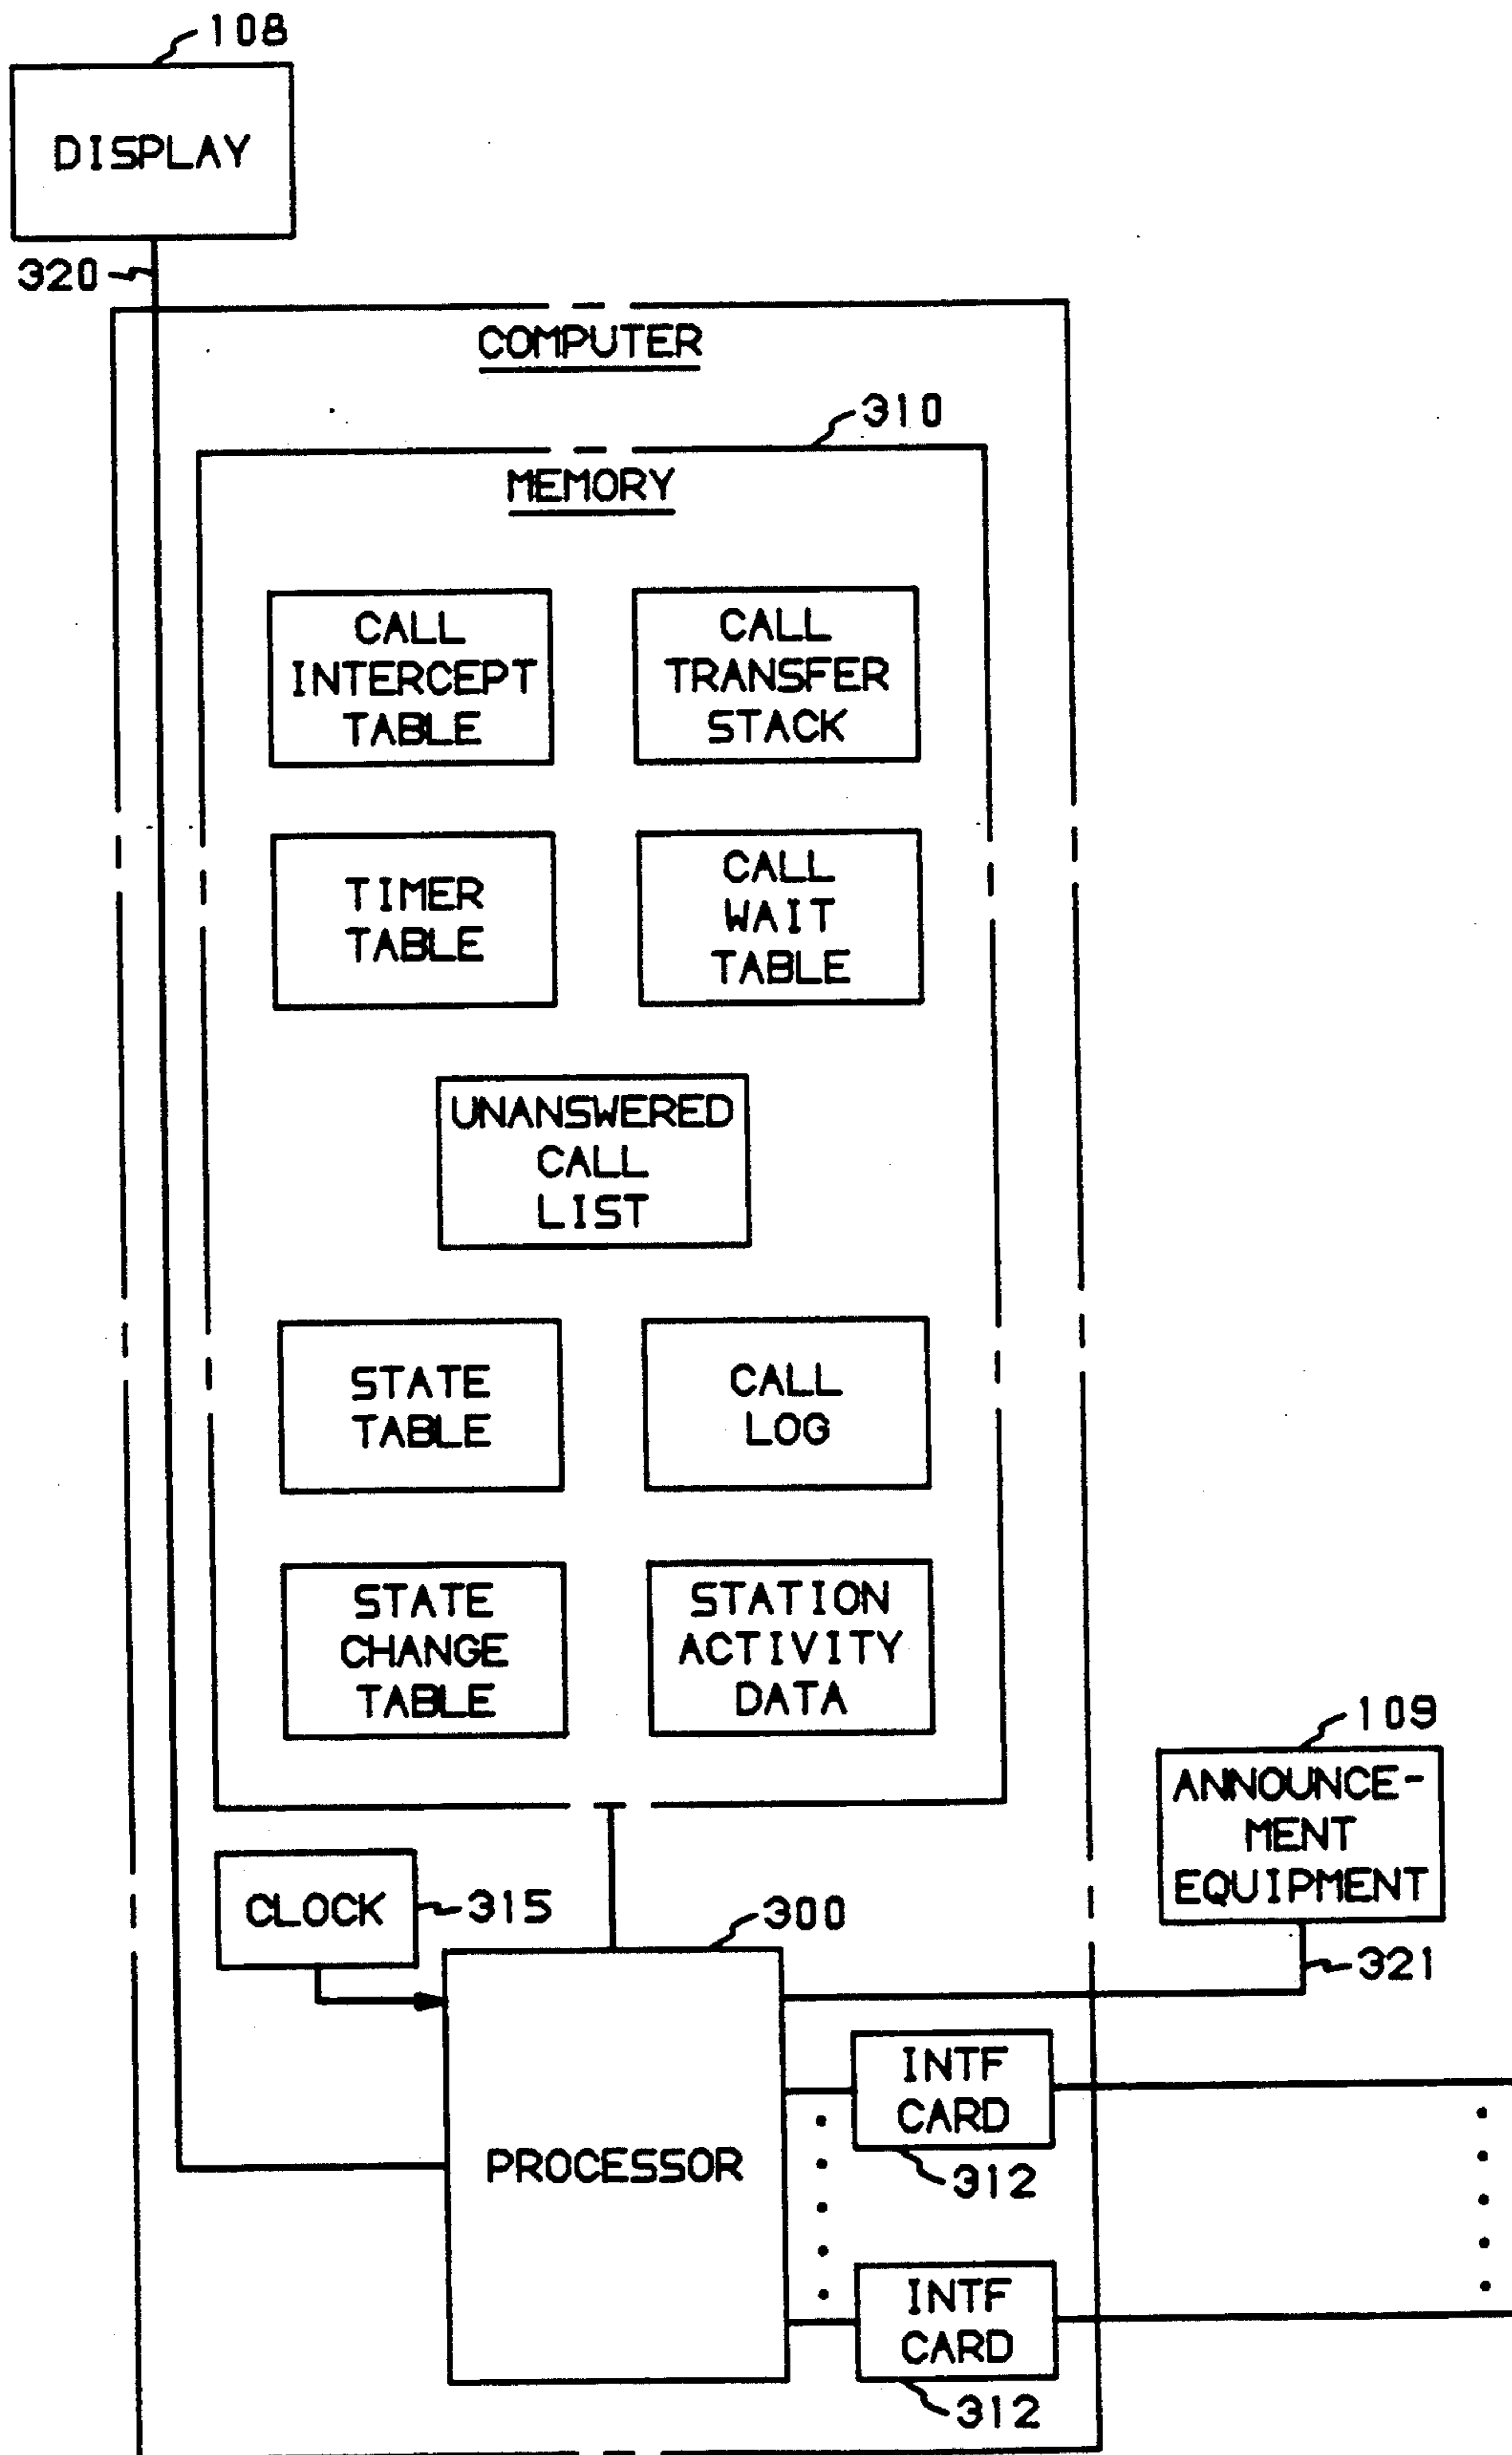 108
DISPLAY
320
COMPUTER
310
MEMORY
CALL
INTERCEPT
TABLE
CALL
TRANSFER
STACK
TIMER
TABLE
CALL
WAIT
TABLE
UNANSWERED
CALL
LIST
STATE
TABLE
CALL
LOG
STATE
CHANGE
TABLE
STATION
ACTIVITY
DATA
109
ANNOUNCE-
MENT
EQUIPMENT
321
CLOCK
315
300
PROCESSOR
INTF
CARD
312
INTF
CARD
312